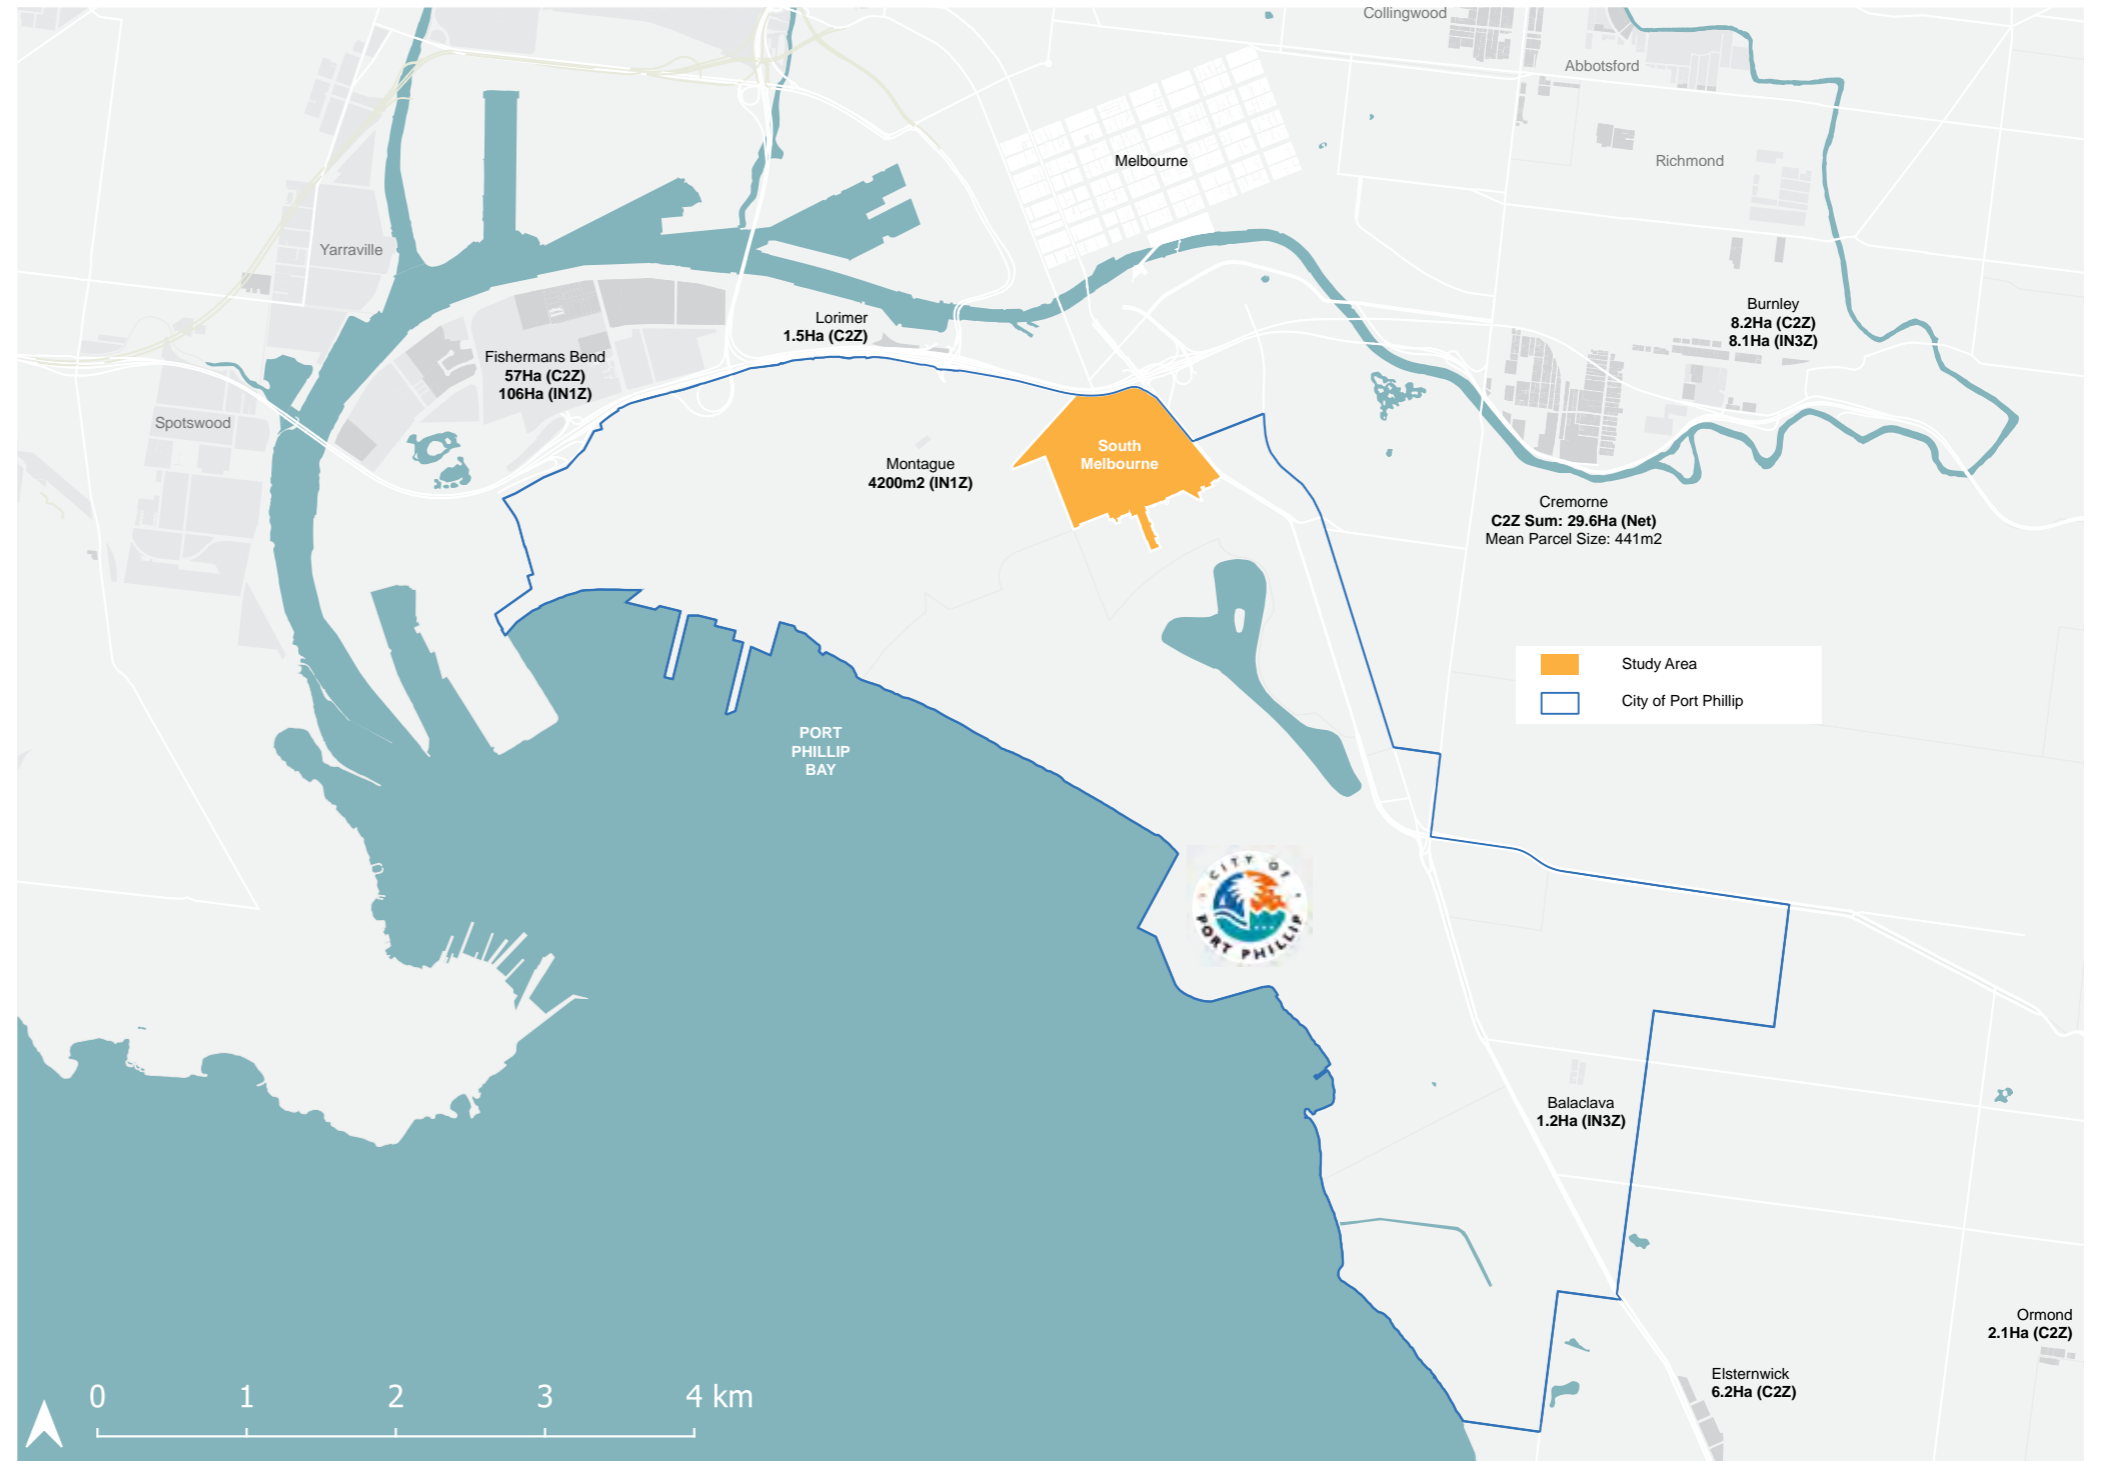 Collingwood
Abbotsford
Melbourne
Richmond
Yarraville
Burnley
8.2Ha (C2Z)
8.1Ha (IN3Z)
Lorimer
1.5Ha (C2Z)
Fishermans Bend
57Ha (C2Z)
106Ha (IN1Z)
Spotswood
South
Melbourne
Montague
4200m2 (IN1Z)
Cremorne
C2Z Sum: 29.6Ha (Net)
Mean Parcel Size: 441m2
Study Area
City of Port Phillip
PORT
PHILLIP
BAY
CITY OF
PORT PHILLIP
Balaclava
1.2Ha (IN3Z)
Ormond
2.1Ha (C2Z)
Elsternwick
6.2Ha (C2Z)
0 1 2 3 4 km